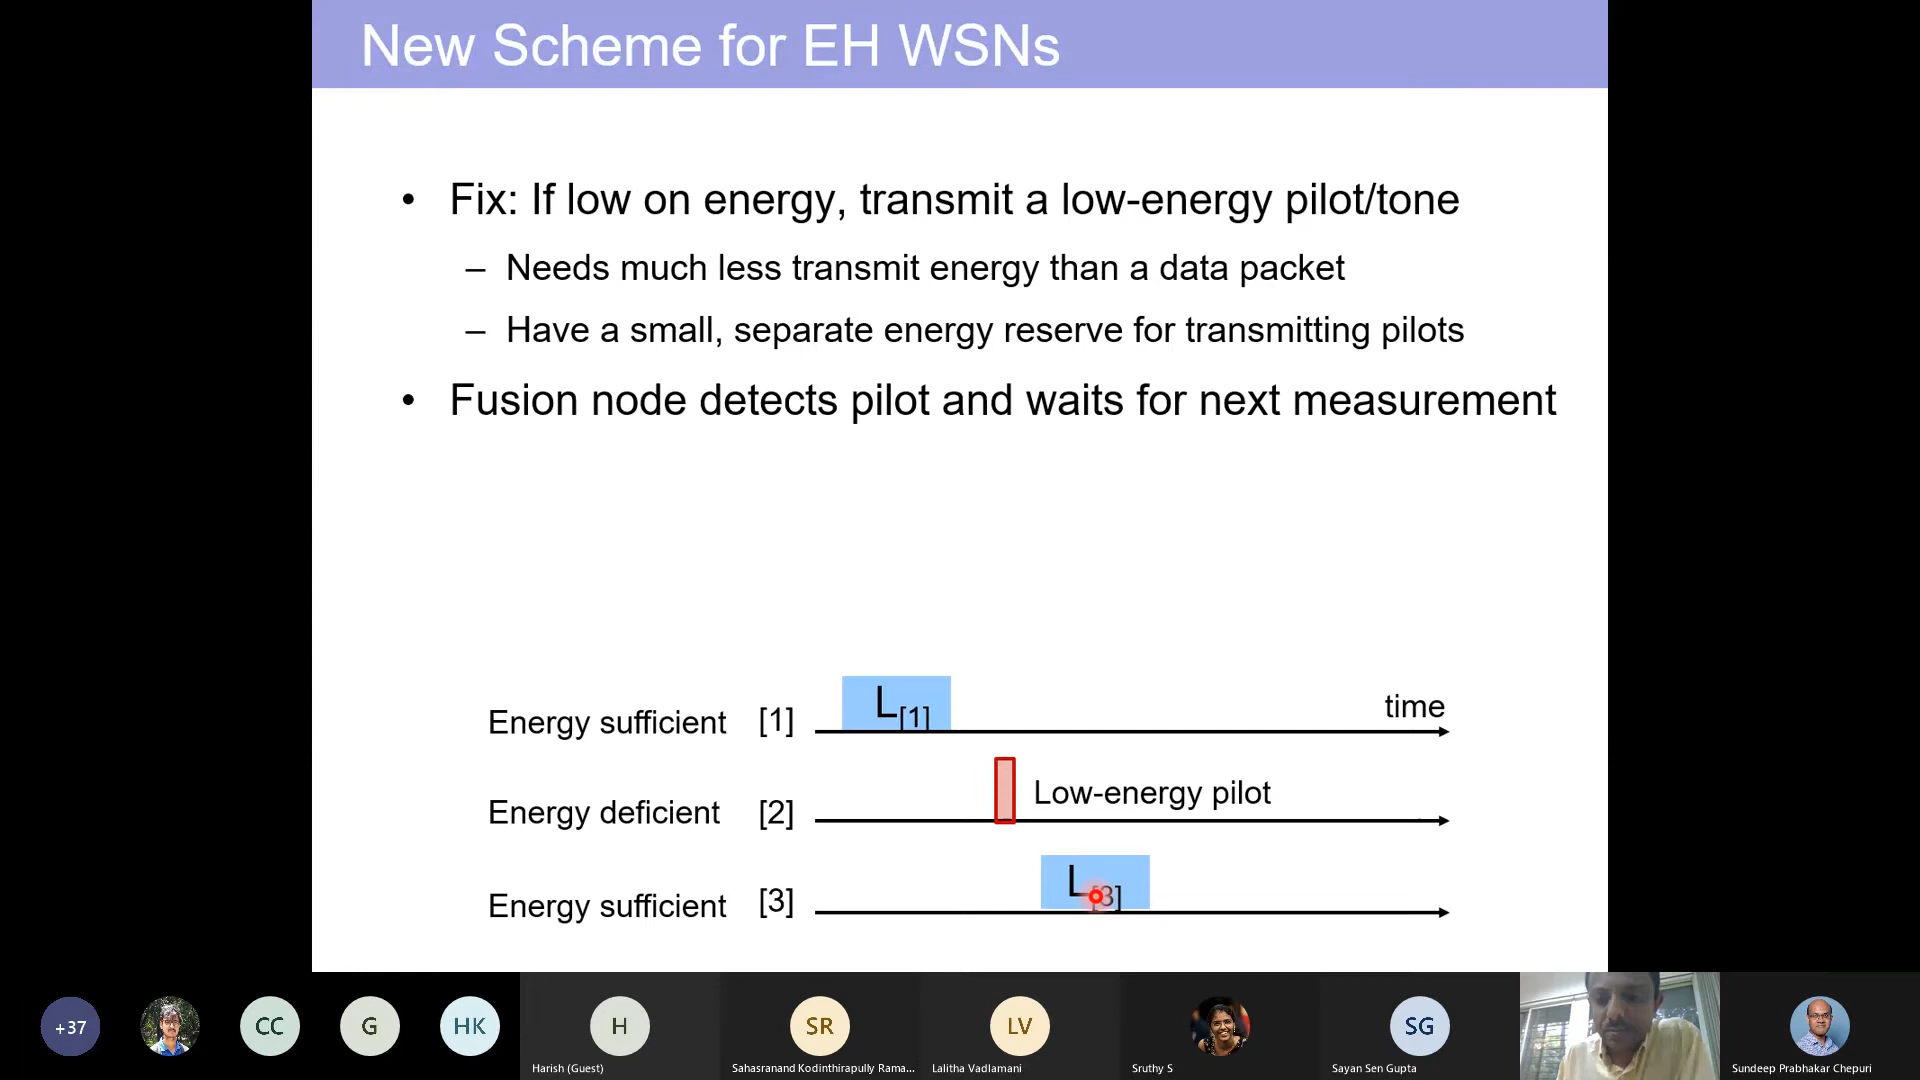 New Scheme for EH WSNs
• Fix: If low on energy, transmit a low-energy pilot/tone
– Needs much less transmit energy than a data packet
– Have a small, separate energy reserve for transmitting pilots
• Fusion node detects pilot and waits for next measurement
Energy sufficient [1] L[1] time
Energy deficient [2] Low-energy pilot
Energy sufficient [3] L[3]
+37 CC G HK H SR LV SG
Harish (Guest) Sahasranand Kodinthirapully Rama... Lalitha Vadlamani Sruthy S Sayan Sen Gupta Sundeep Prabhakar Chepuri